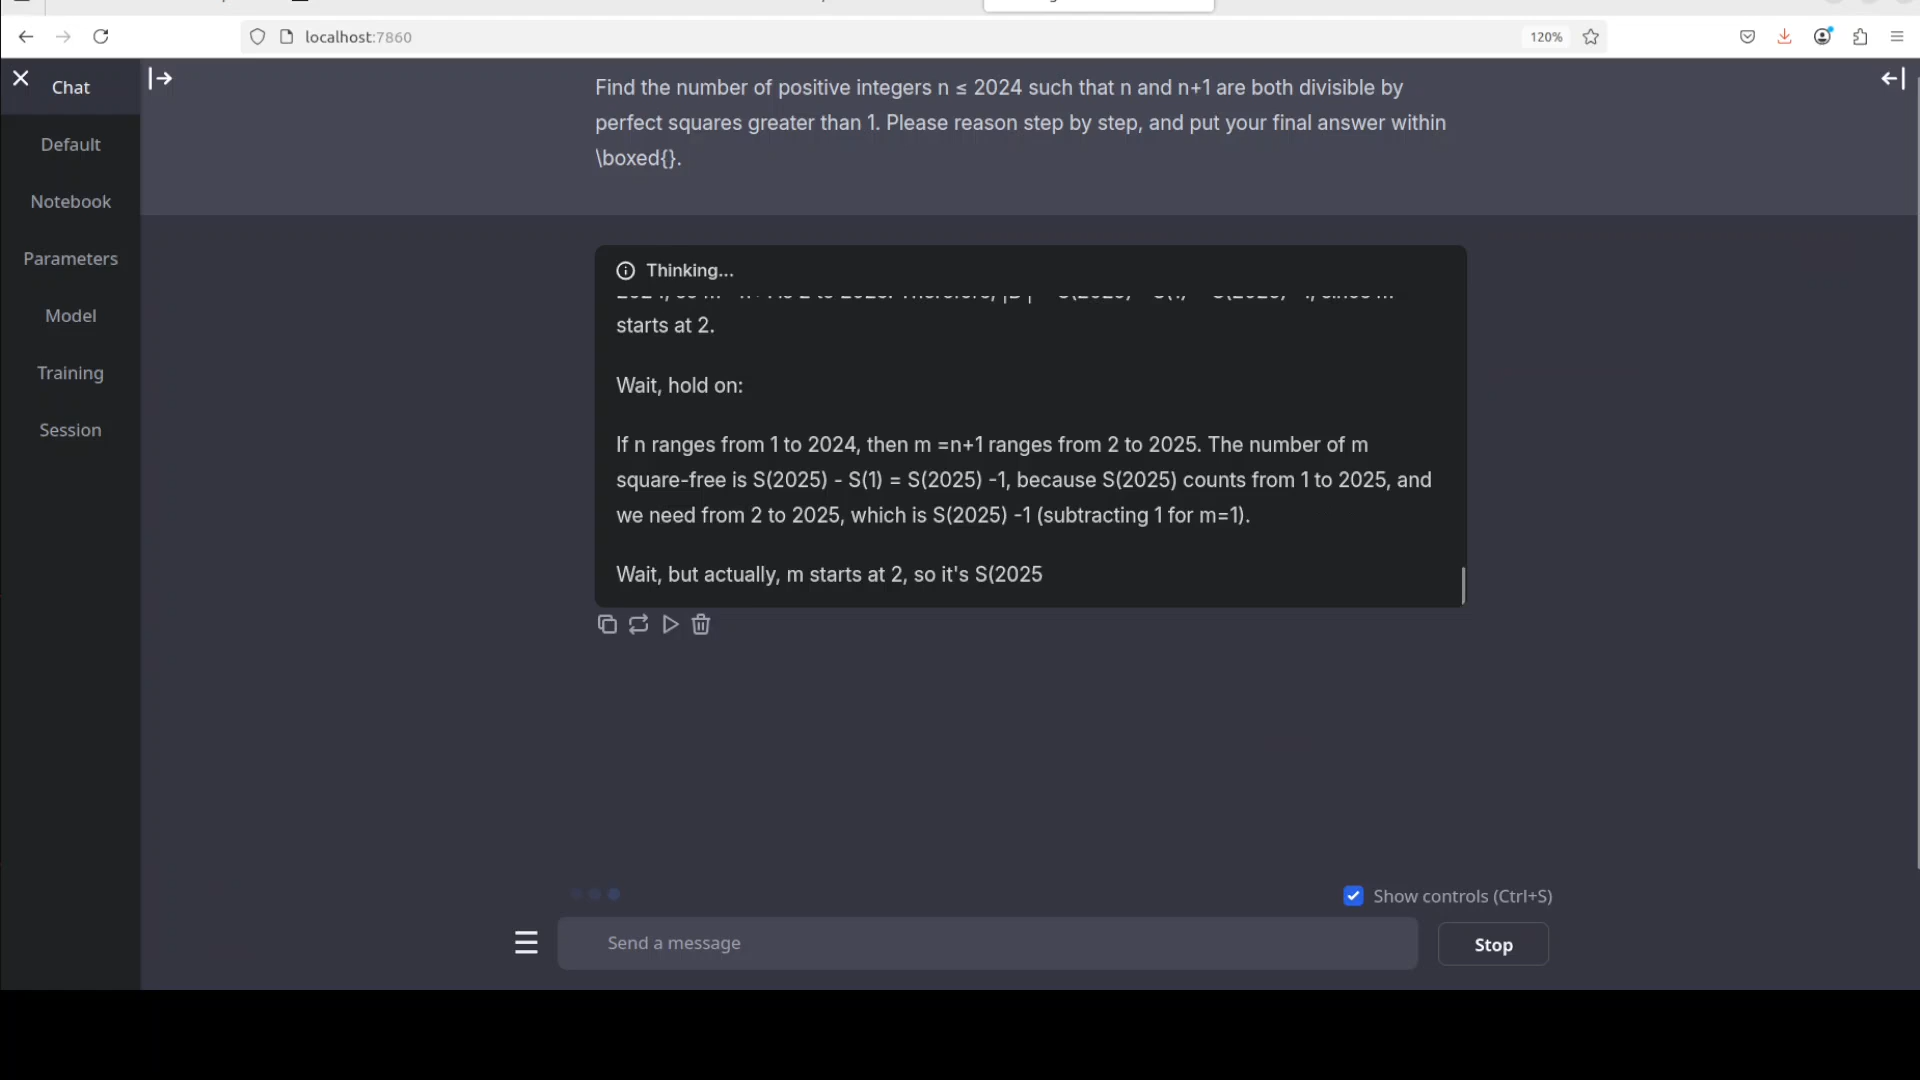 localhost:7860
120%
Chat
Default
Notebook
Parameters
Model
Training
Session
Find the number of positive integers n ≤ 2024 such that n and n+1 are both divisible by
perfect squares greater than 1. Please reason step by step, and put your final answer within
\boxed{}.
Thinking...
starts at 2.
Wait, hold on:
If n ranges from 1 to 2024, then m =n+1 ranges from 2 to 2025. The number of m
square-free is S(2025) - S(1) = S(2025) -1, because S(2025) counts from 1 to 2025, and
we need from 2 to 2025, which is S(2025) -1 (subtracting 1 for m=1).
Wait, but actually, m starts at 2, so it's S(2025
Show controls (Ctrl+S)
Send a message
Stop